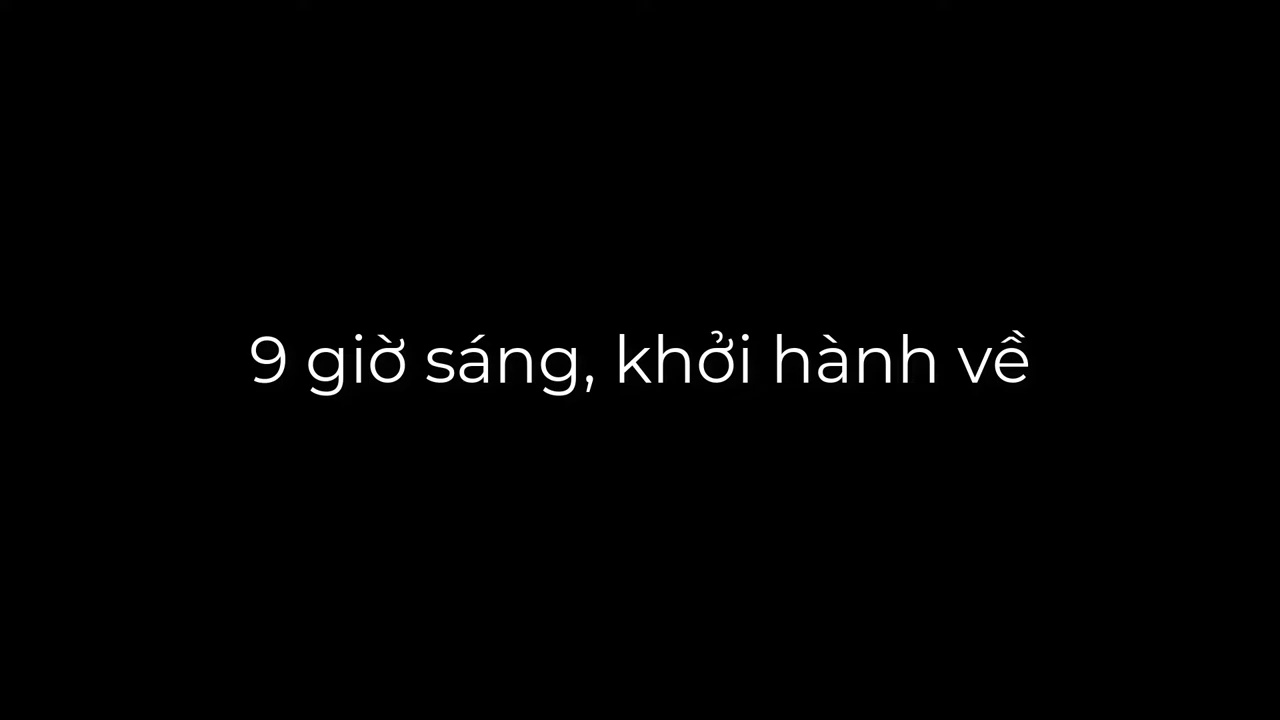 9 giờ sáng, khởi hành về